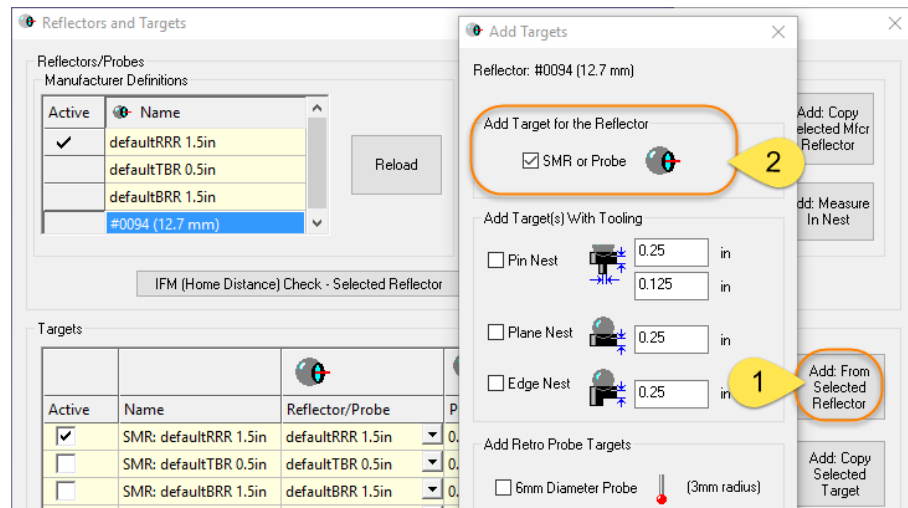 Reflectors and Targets
Reflectors/Probes
Manufacturer Definitions
Active Name
defaultRRR 1.5in
defaultTBR 0.5in
defaultBRR 1.5in
#0094 (12.7 mm)
Reload
IFM (Home Distance) Check - Selected Reflector
Targets
Active Name Reflector/Probe P
SMR: defaultRRR 1.5in defaultRRR 1.5in 0.
SMR: defaultTBR 0.5in defaultTBR 0.5in 0.
SMR: defaultBRR 1.5in defaultBRR 1.5in 0.
Add Targets
Reflector: #0094 (12.7 mm)
Add Target for the Reflector
SMR or Probe
2
Add Target(s) With Tooling
Pin Nest 0.25 in
0.125 in
Plane Nest 0.25 in
Edge Nest 0.25 in
1
Add Retro Probe Targets
6mm Diameter Probe (3mm radius)
Add: Copy
elected Mfcr
Reflector
dd: Measure
In Nest
Add: From
Selected
Reflector
Add: Copy
Selected
Target